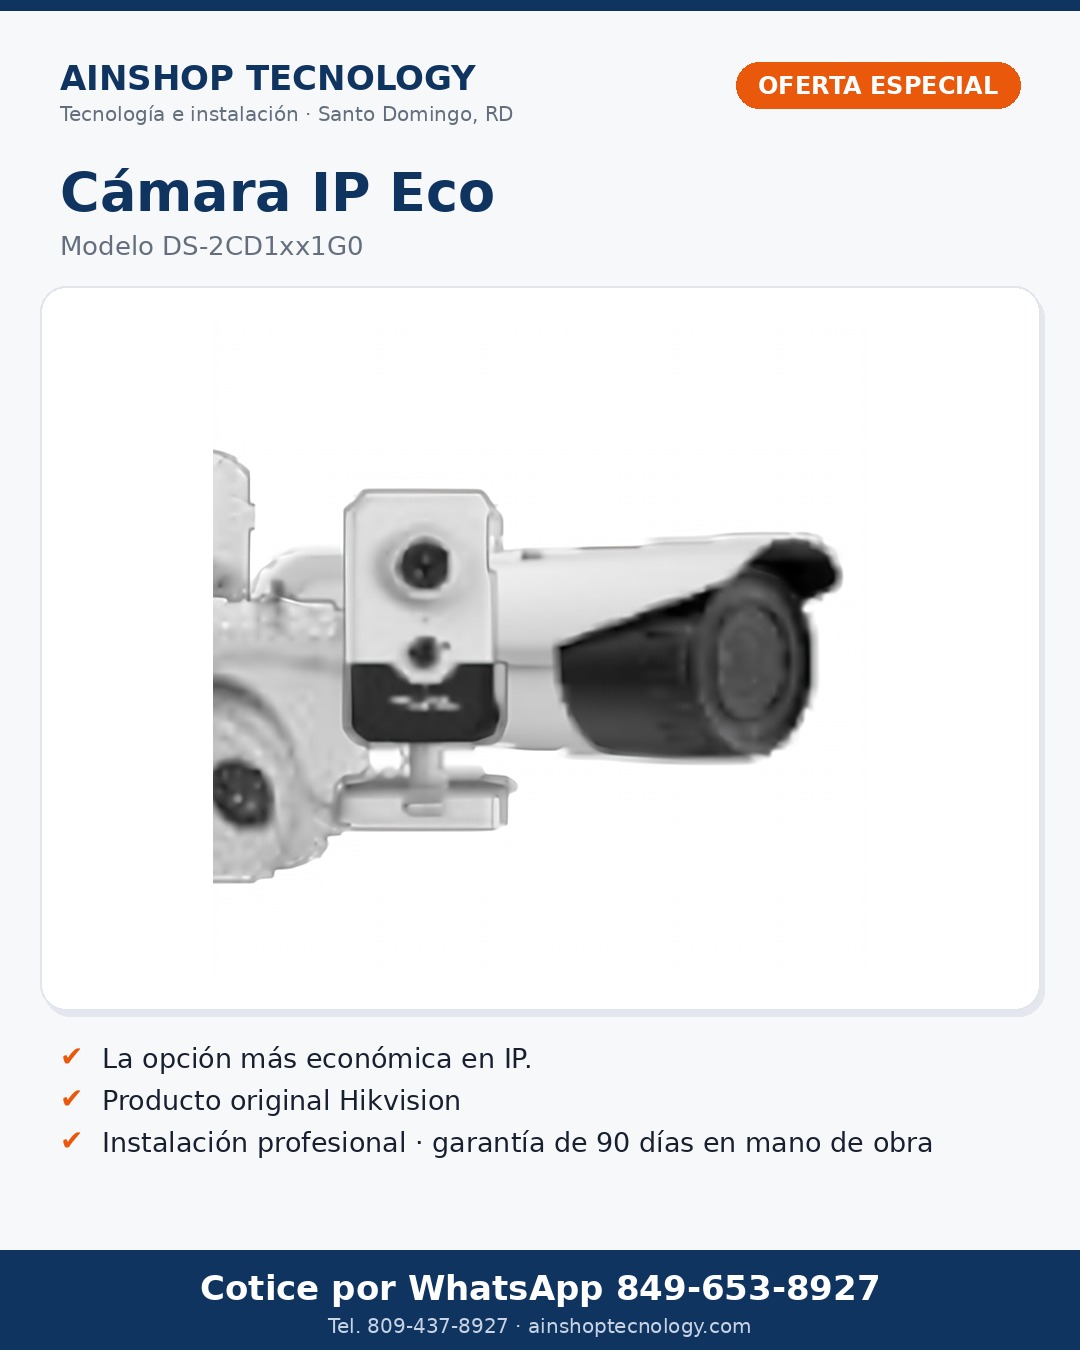 AINSHOP TECNOLOGY
Tecnología e instalación · Santo Domingo, RD
OFERTA ESPECIAL
Cámara IP Eco
Modelo DS-2CD1xx1G0
✔ La opción más económica en IP.
✔ Producto original Hikvision
✔ Instalación profesional · garantía de 90 días en mano de obra
Cotice por WhatsApp 849-653-8927
Tel. 809-437-8927 · ainshoptecnology.com